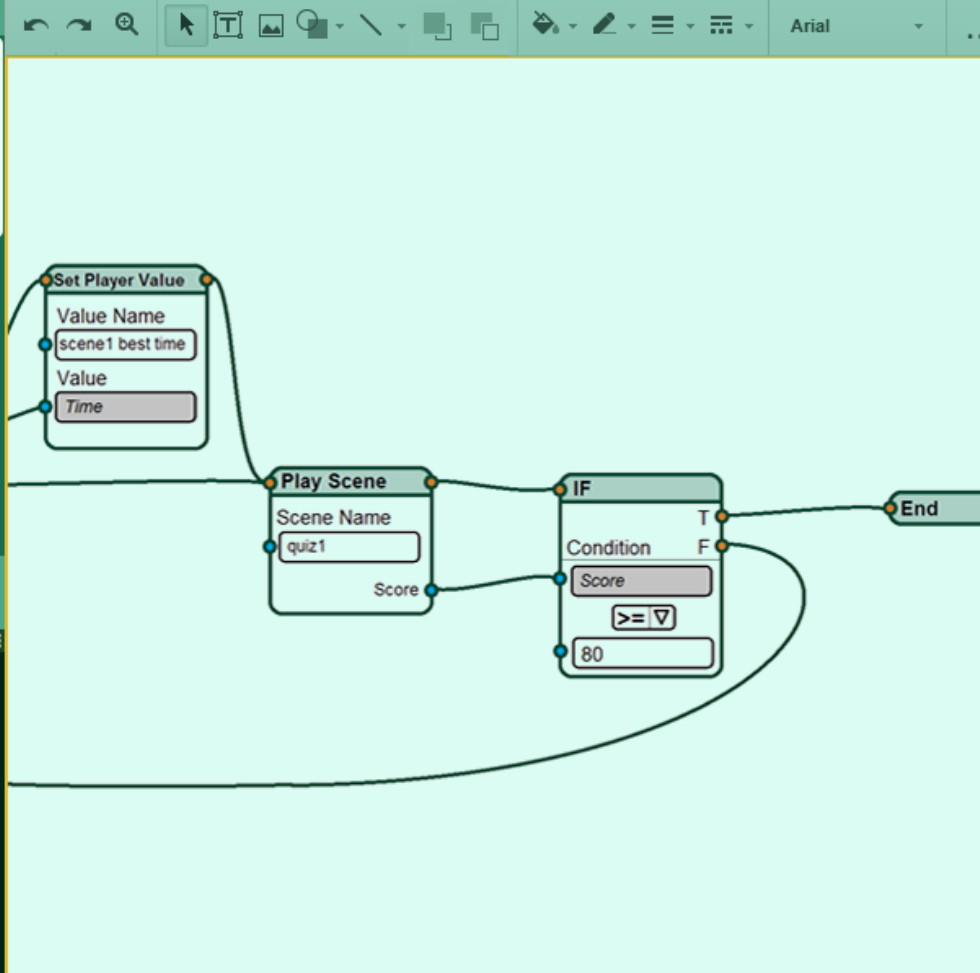 Arial
Set Player Value
Value Name
scene1 best time
Value
Time
Play Scene
Scene Name
quiz1
Score
IF
T
Condition F
Score
>=
80
End